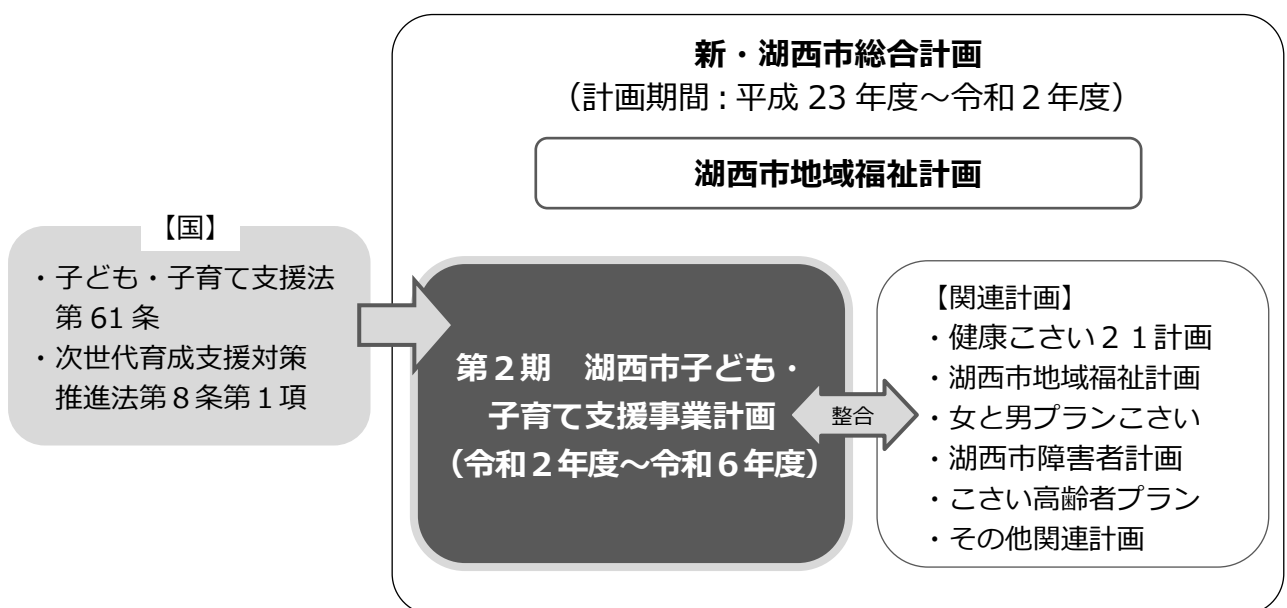 新・湖西市総合計画
（計画期間：平成 23 年度～令和２年度）
湖西市地域福祉計画
【国】
・子ども・子育て支援法
第 61 条
・次世代育成支援対策
推進法第８条第１項
第２期　湖西市子ども・
子育て支援事業計画
（令和２年度～令和６年度）
整合
【関連計画】
・健康こさい２１計画
・湖西市地域福祉計画
・女と男プランこさい
・湖西市障害者計画
・こさい高齢者プラン
・その他関連計画